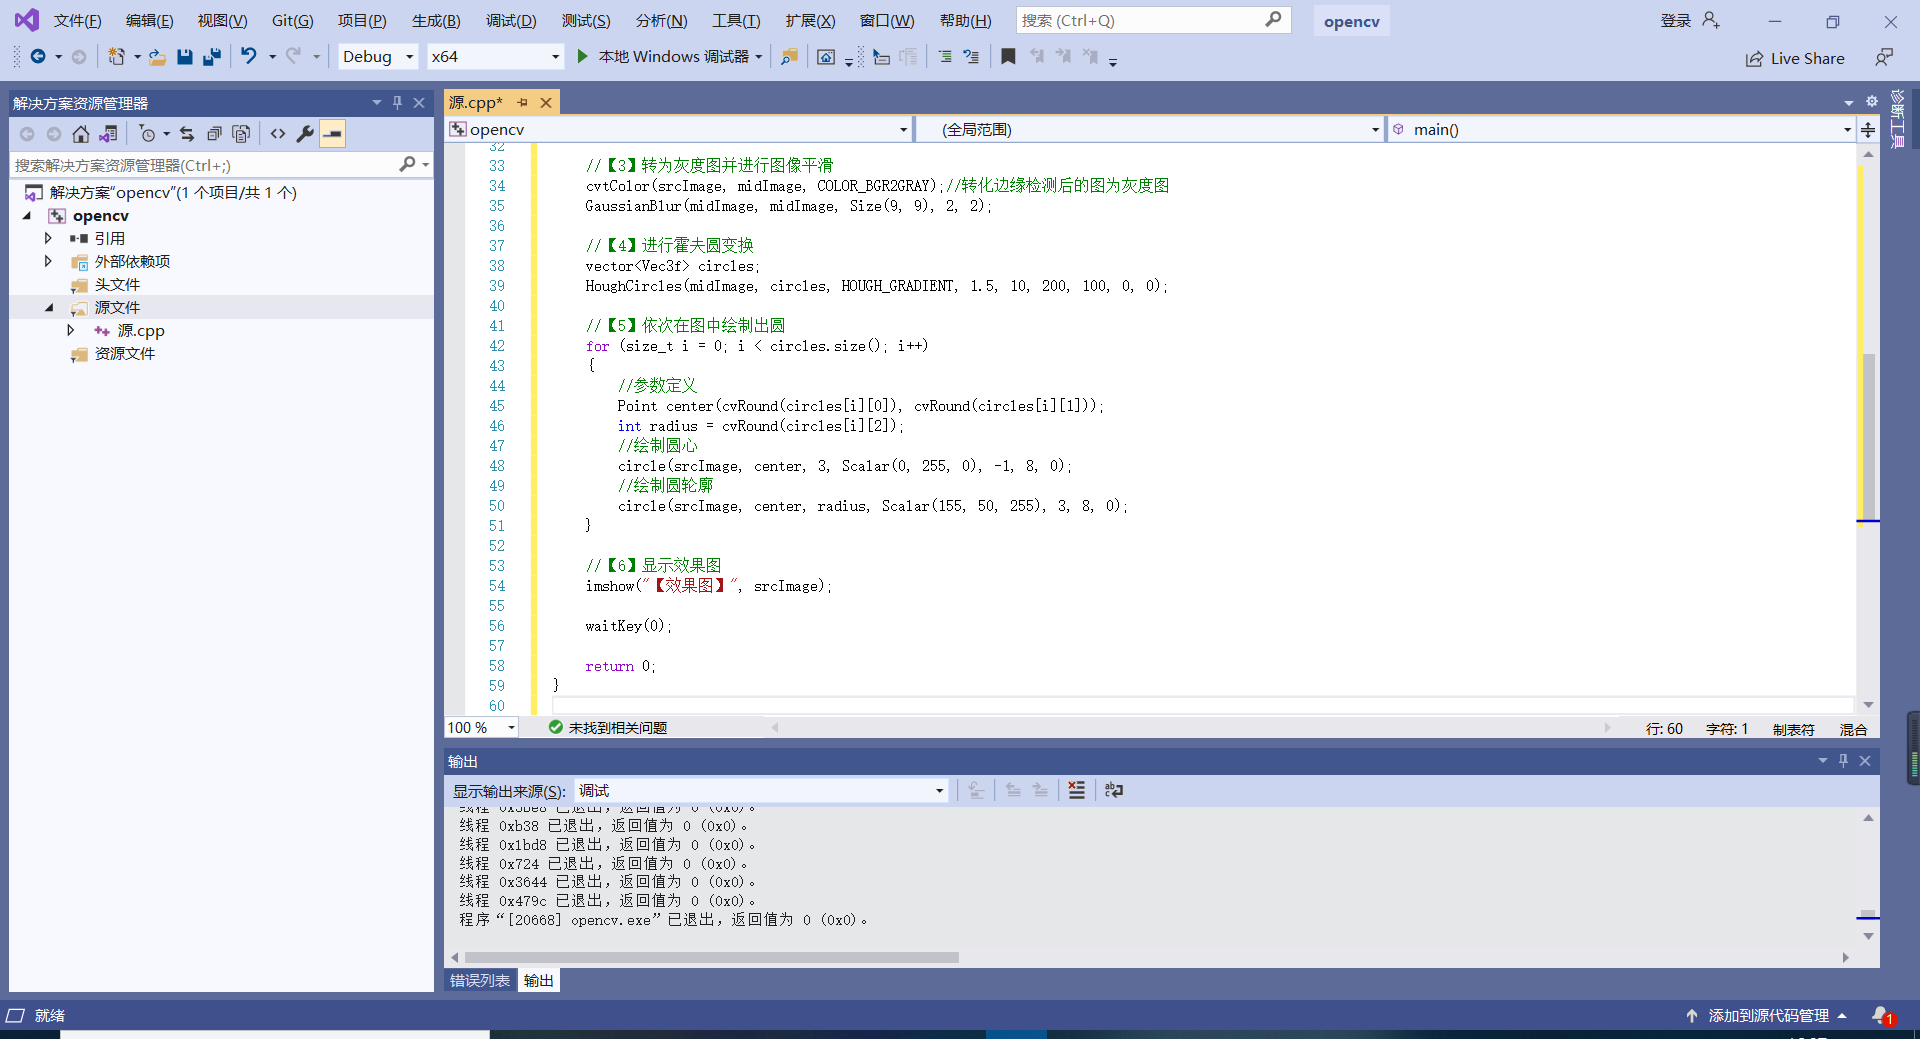 文件(F) 编辑(E) 视图(V) Git(G) 项目(P) 生成(B) 调试(D) 测试(S) 分析(N) 工具(T) 扩展(X) 窗口(W) 帮助(H) 搜索 (Ctrl+Q) opencv 登录
Debug x64 本地 Windows 调试器 Live Share
解决方案资源管理器
搜索解决方案资源管理器(Ctrl+;)
解决方案"opencv"(1 个项目/共 1 个)
opencv
引用
外部依赖项
头文件
源文件
源.cpp
资源文件
源.cpp*
opencv (全局范围) main()
32
33 //【3】转为灰度图并进行图像平滑
34 cvtColor(srcImage, midImage, COLOR_BGR2GRAY);//转化边缘检测后的图为灰度图
35 GaussianBlur(midImage, midImage, Size(9, 9), 2, 2);
36
37 //【4】进行霍夫圆变换
38 vector<Vec3f> circles;
39 HoughCircles(midImage, circles, HOUGH_GRADIENT, 1.5, 10, 200, 100, 0, 0);
40
41 //【5】依次在图中绘制出圆
42 for (size_t i = 0; i < circles.size(); i++)
43 {
44 //参数定义
45 Point center(cvRound(circles[i][0]), cvRound(circles[i][1]));
46 int radius = cvRound(circles[i][2]);
47 //绘制圆心
48 circle(srcImage, center, 3, Scalar(0, 255, 0), -1, 8, 0);
49 //绘制圆轮廓
50 circle(srcImage, center, radius, Scalar(155, 50, 255), 3, 8, 0);
51 }
52
53 //【6】显示效果图
54 imshow("【效果图】", srcImage);
55
56 waitKey(0);
57
58 return 0;
59 }
60
100 % 未找到相关问题 行: 60 字符: 1 制表符 混合
诊断工具
输出
显示输出来源(S): 调试
线程 0x3be8 已退出，返回值为 0 (0x0)。
线程 0xb38 已退出，返回值为 0 (0x0)。
线程 0x1bd8 已退出，返回值为 0 (0x0)。
线程 0x724 已退出，返回值为 0 (0x0)。
线程 0x3644 已退出，返回值为 0 (0x0)。
线程 0x479c 已退出，返回值为 0 (0x0)。
程序“[20668] opencv.exe”已退出，返回值为 0 (0x0)。
错误列表 输出
就绪 添加到源代码管理 1